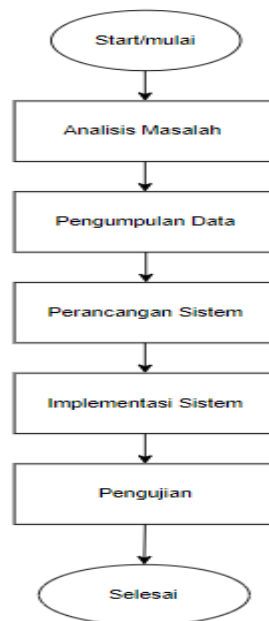 Start/mulai
Analisis Masalah
Pengumpulan Data
Perancangan Sistem
Implementasi Sistem
Pengujian
Selesai